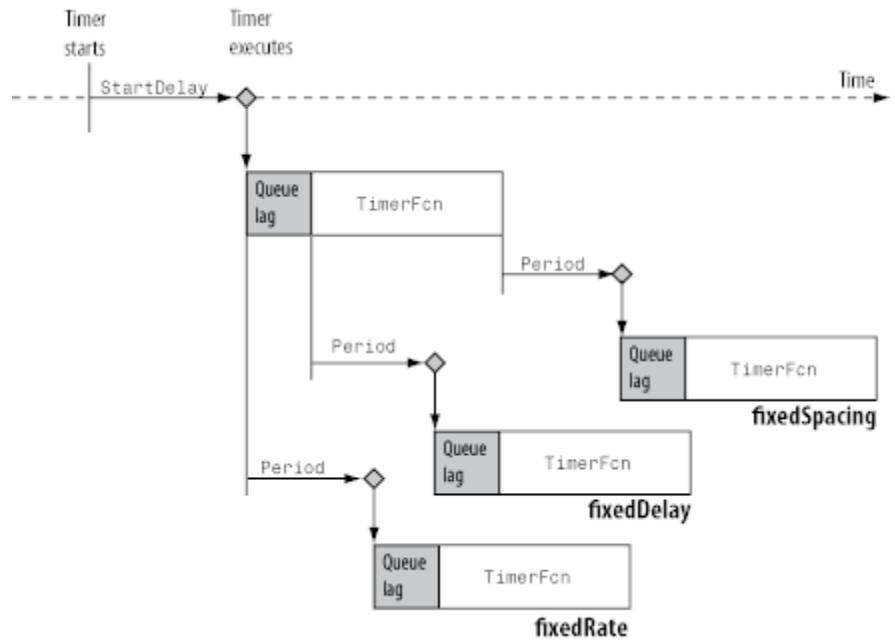 Timer
starts
Timer
executes
StartDelay
Time
Queue
lag
TimerFcn
Period
Queue
lag
TimerFcn
fixedSpacing
Period
Queue
lag
TimerFcn
fixedDelay
Period
Queue
lag
TimerFcn
fixedRate